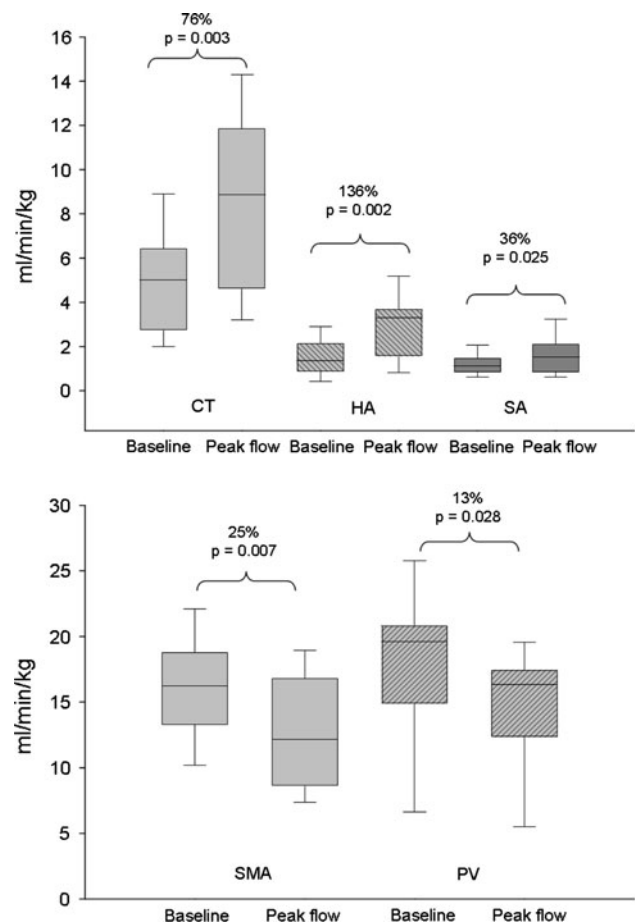 76%
p = 0.003
16
14
136%
p = 0.002
12
10
36%
p = 0.025
8
6
4
2
0
ml/min/kg
CT HA SA
Baseline Peak flow Baseline Peak flow Baseline Peak flow
30
13%
p = 0.028
25%
p = 0.007
25
20
15
10
5
0
ml/min/kg
SMA PV
Baseline Peak flow Baseline Peak flow